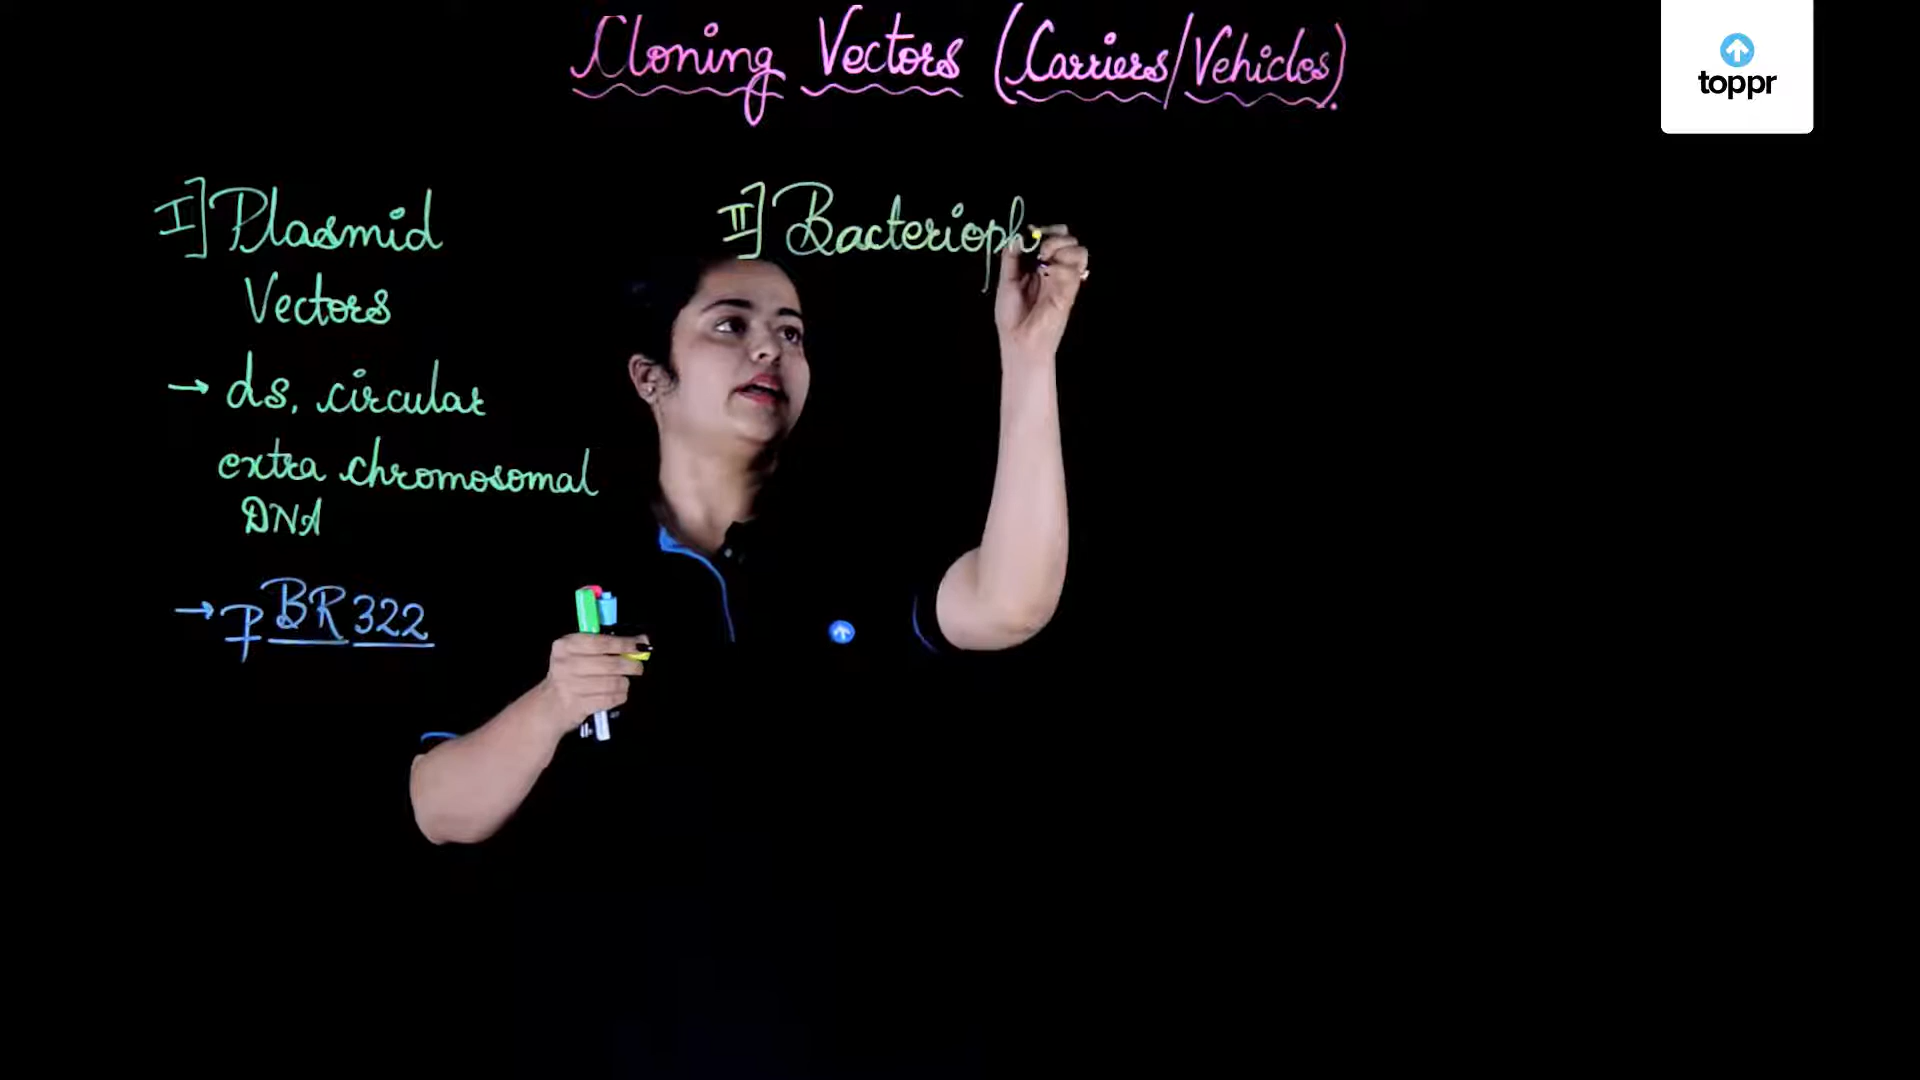 Cloning Vectors (Carriers/Vehicles)
toppr
I] Plasmid
Vectors
→ ds, circular
extra chromosomal
DNA
→ pBR322
II] Bacterioph